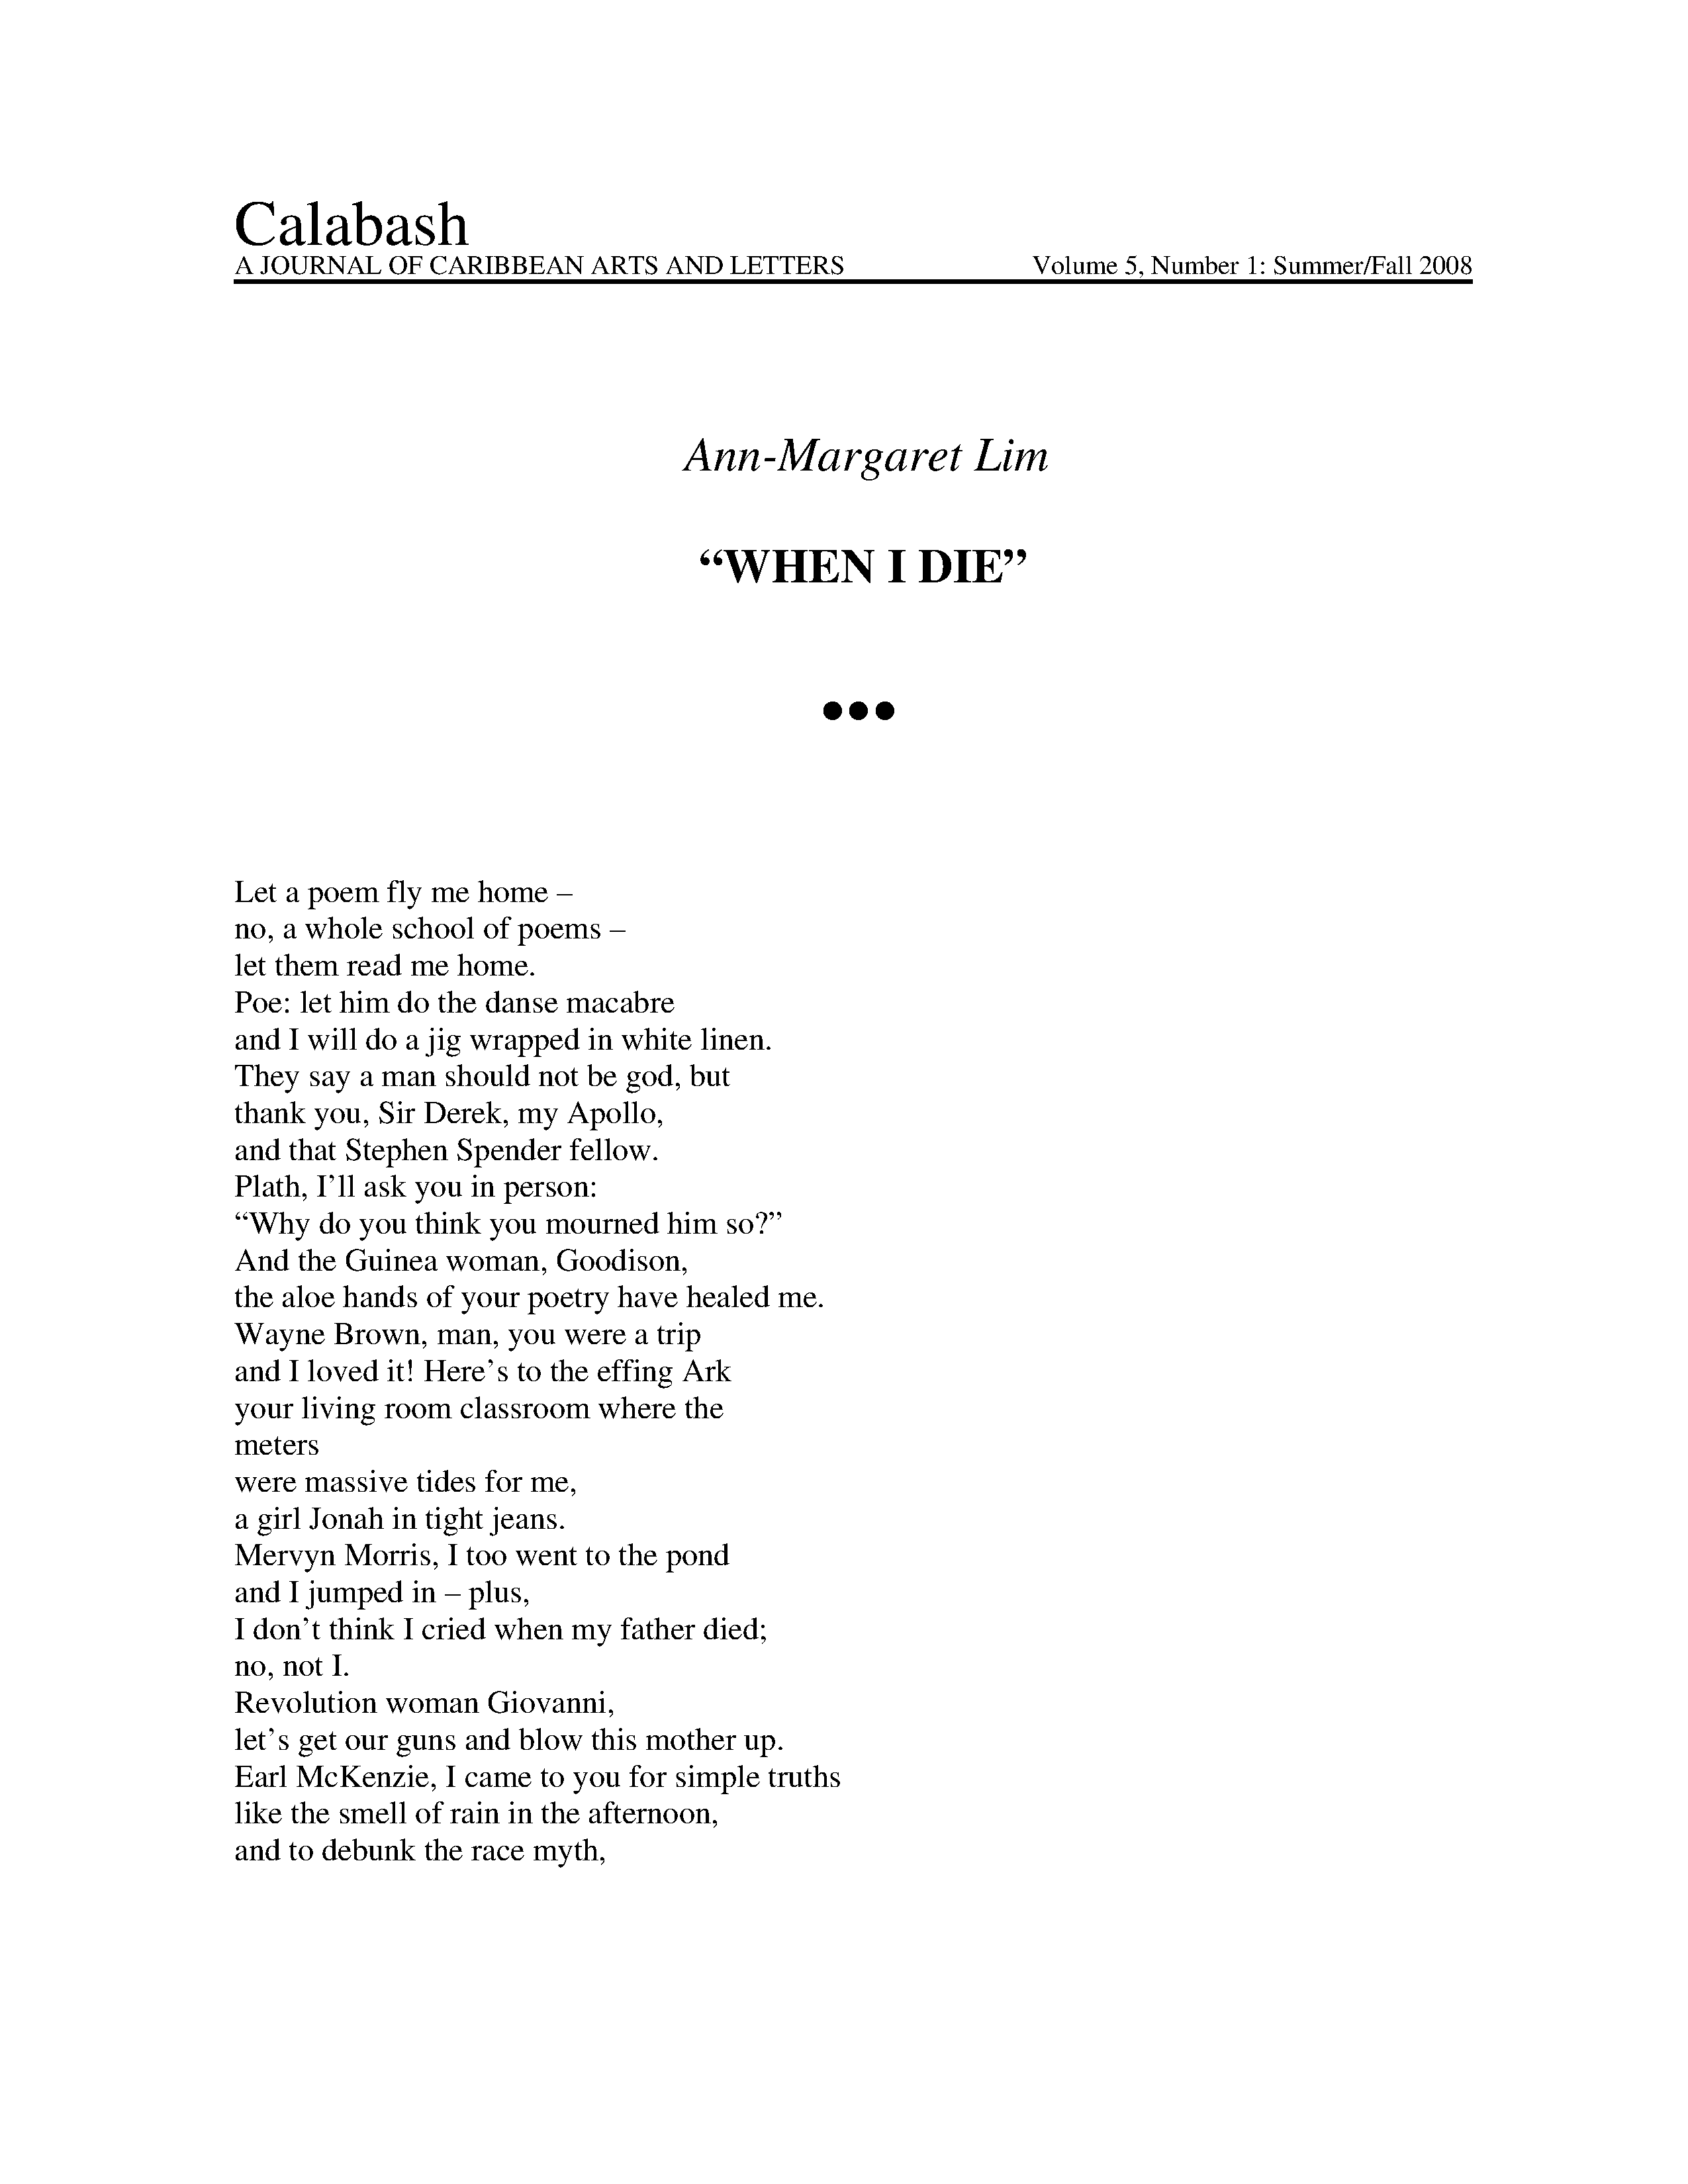 Calabash
A JOURNAL OF CARIBBEAN ARTS AND LETTERS Volume 5, Number 1: Summer/Fall 2008
Ann-Margaret Lim
“WHEN I DIE”
●●●
Let a poem fly me home –
no, a whole school of poems –
let them read me home.
Poe: let him do the danse macabre
and I will do a jig wrapped in white linen.
They say a man should not be god, but
thank you, Sir Derek, my Apollo,
and that Stephen Spender fellow.
Plath, I’ll ask you in person:
“Why do you think you mourned him so?”
And the Guinea woman, Goodison,
the aloe hands of your poetry have healed me.
Wayne Brown, man, you were a trip
and I loved it! Here’s to the effing Ark
your living room classroom where the
meters
were massive tides for me,
a girl Jonah in tight jeans.
Mervyn Morris, I too went to the pond
and I jumped in – plus,
I don’t think I cried when my father died;
no, not I.
Revolution woman Giovanni,
let’s get our guns and blow this mother up.
Earl McKenzie, I came to you for simple truths
like the smell of rain in the afternoon,
and to debunk the race myth,